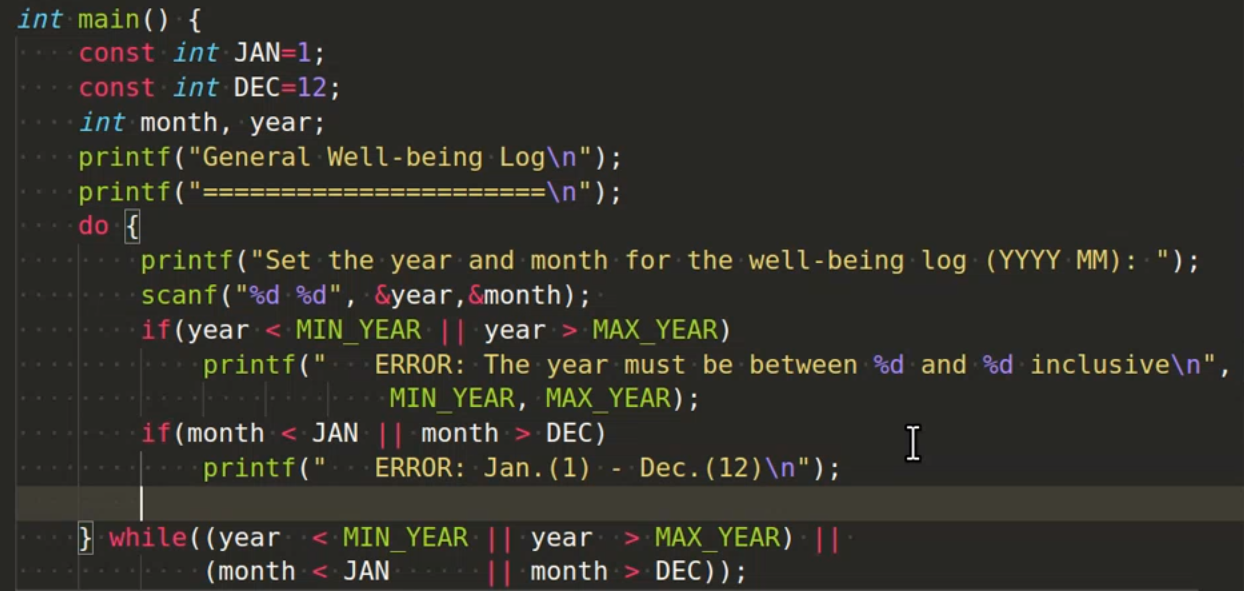 int main() {
    const int JAN=1;
    const int DEC=12;
    int month, year;
    printf("General Well-being Log\n");
    printf("======================\n");
    do {
        printf("Set the year and month for the well-being log (YYYY MM): ");
        scanf("%d %d", &year,&month);
        if(year < MIN_YEAR || year > MAX_YEAR)
            printf("   ERROR: The year must be between %d and %d inclusive\n",
                        MIN_YEAR, MAX_YEAR);
        if(month < JAN || month > DEC)
            printf("   ERROR: Jan.(1) - Dec.(12)\n");
    } while((year  < MIN_YEAR || year  > MAX_YEAR) ||
            (month < JAN      || month > DEC));